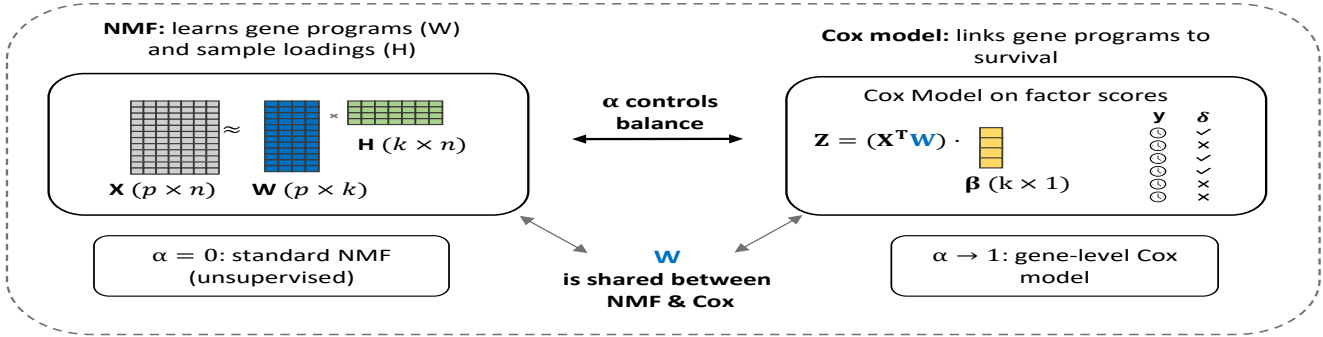 NMF: learns gene programs (W)
and sample loadings (H)
≈
×
H (k × n)
X (p × n)
W (p × k)
α = 0: standard NMF
(unsupervised)
α controls
balance
W
is shared between
NMF & Cox
Cox model: links gene programs to
survival
Cox Model on factor scores
y δ
Z = (XᵀW) ·
β (k × 1)
✓
×
✓
✓
×
×
α → 1: gene-level Cox
model